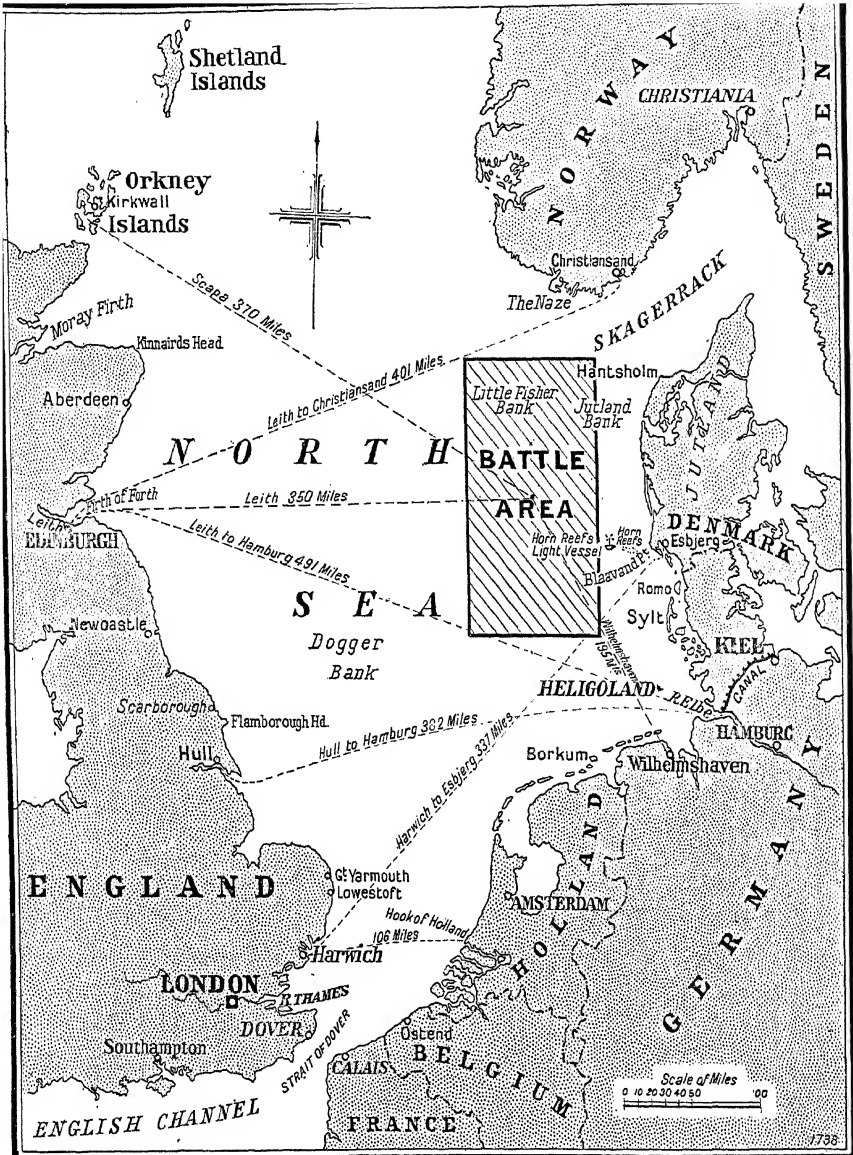 Shetland
Islands
NORWAY
SWEDEN
CHRISTIANIA
Orkney
Kirkwall
Islands
Christiansand
The Naze
SKAGERRACK
Scapa 370 Miles
Moray Firth
Kinnairds Head
Leith to Christiansand 401 Miles
Hantsholm
Little Fisher
Bank
Jutland
Bank
JUTLAND
Aberdeen
NORTH
BATTLE
AREA
Firth of Forth
Leith 350 Miles
Leith
EDINBURGH
Leith to Hamburg 491 Miles
Horn Reefs
Light Vessel
Horn
Reefs
DENMARK
Esbjerg
Blaavand Pt.
Romo
Sylt
SEA
Dogger
Bank
Newcastle
Wilhelmshaven
195 Mls
KIEL
CANAL
HELIGOLAND
R.Elbe
Scarborough
Flamborough Hd.
Hull to Hamburg 382 Miles
HAMBURG
Hull
Borkum
Wilhelmshaven
Harwich to Esbjerg 337 Miles
ENGLAND
Gt. Yarmouth
Lowestoft
AMSTERDAM
HOLLAND
GERMANY
Hook of Holland
106 Miles
Harwich
LONDON
R. THAMES
DOVER
STRAIT OF DOVER
Southampton
Ostend
CALAIS
BELGIUM
ENGLISH CHANNEL
FRANCE
Scale of Miles
0 10 20 30 40 50 100
1738